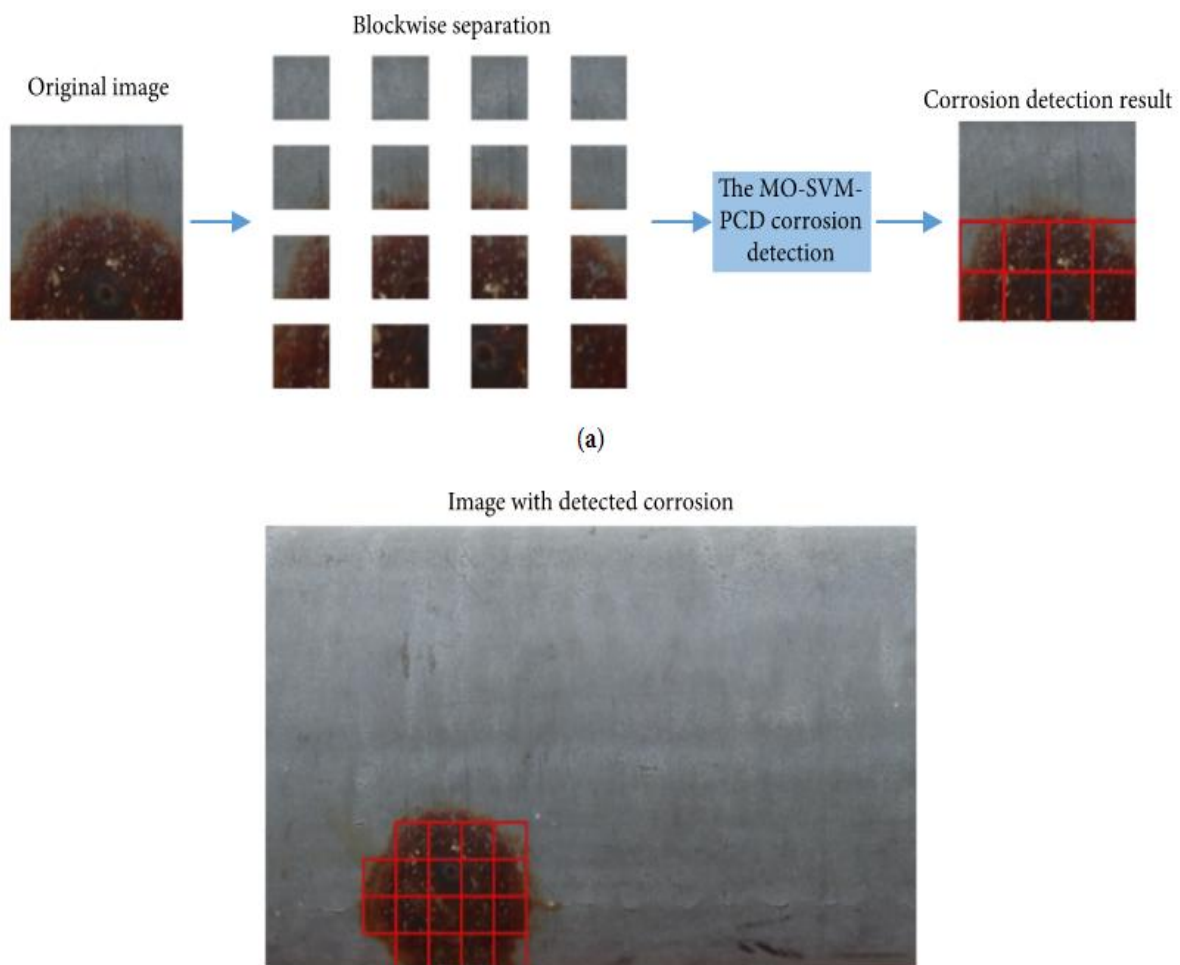 Blockwise separation
Original image
Corrosion detection result
The MO-SVM-
PCD corrosion
detection
(a)
Image with detected corrosion